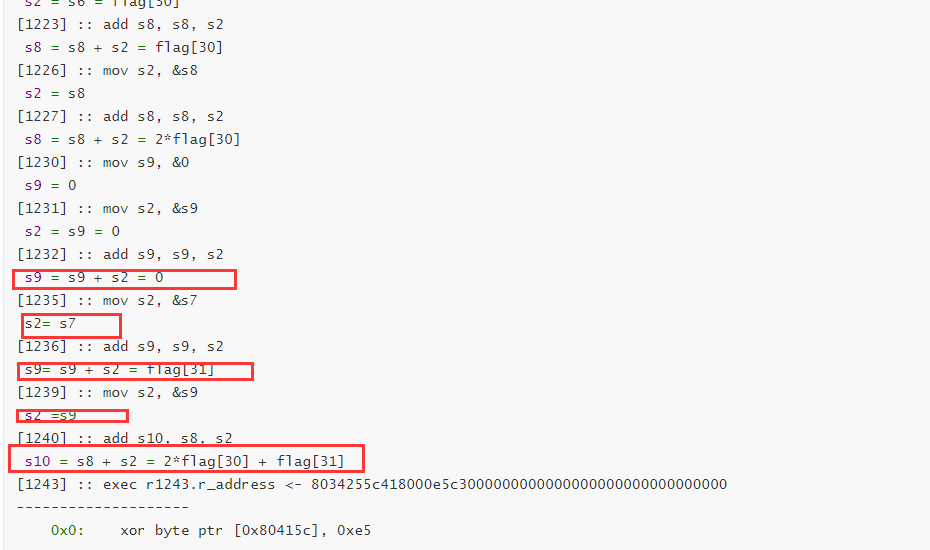 s2 = s6 = flag[30]
[1223] :: add s8, s8, s2
s8 = s8 + s2 = flag[30]
[1226] :: mov s2, &s8
s2 = s8
[1227] :: add s8, s8, s2
s8 = s8 + s2 = 2*flag[30]
[1230] :: mov s9, &0
s9 = 0
[1231] :: mov s2, &s9
s2 = s9 = 0
[1232] :: add s9, s9, s2
s9 = s9 + s2 = 0
[1235] :: mov s2, &s7
s2= s7
[1236] :: add s9, s9, s2
s9= s9 + s2 = flag[31]
[1239] :: mov s2, &s9
s2 =s9
[1240] :: add s10, s8, s2
s10 = s8 + s2 = 2*flag[30] + flag[31]
[1243] :: exec r1243.r_address <- 8034255c418000e5c300000000000000000000000000000
--------------------
0x0: xor byte ptr [0x80415c], 0xe5